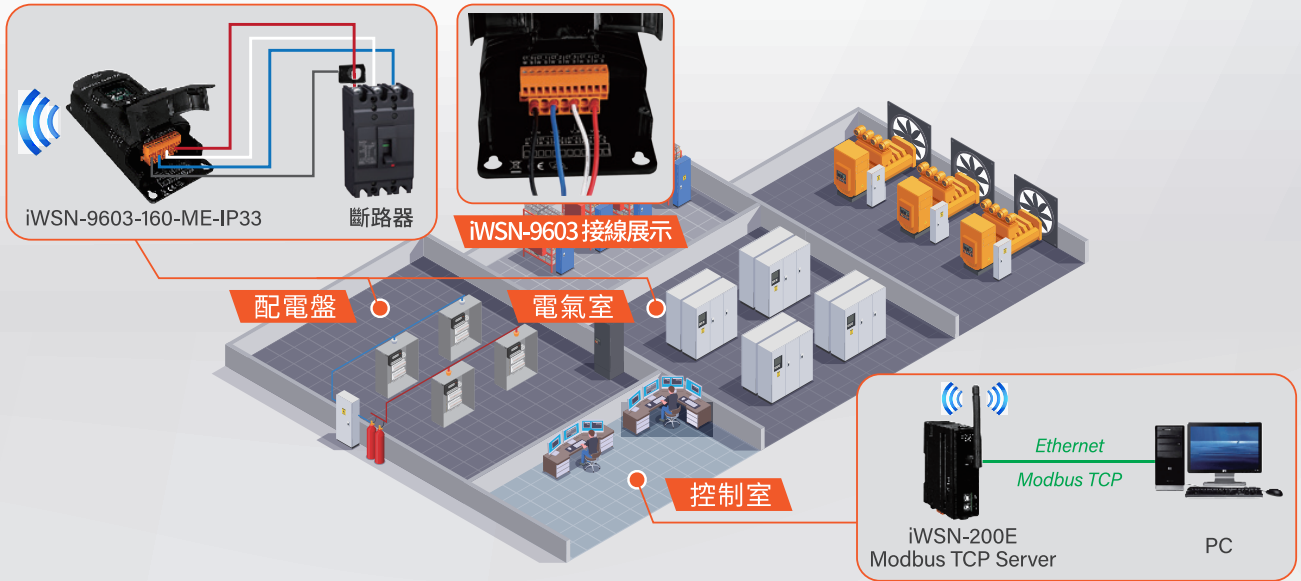 iWSN-9603-160-ME-IP33
斷路器
iWSN-9603 接線展示
配電盤
電氣室
控制室
Ethernet
Modbus TCP
iWSN-200E
Modbus TCP Server
PC